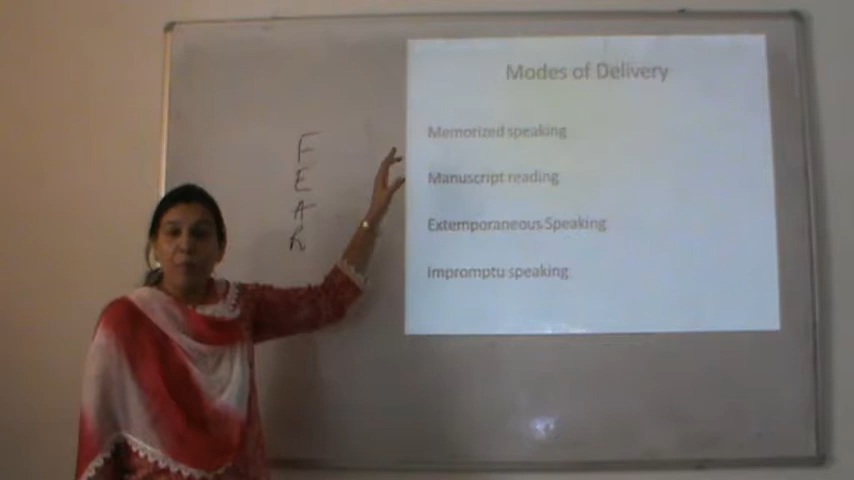 F
E
A
R
Modes of Delivery
Memorized speaking
Manuscript reading
Extemporaneous Speaking
Impromptu speaking